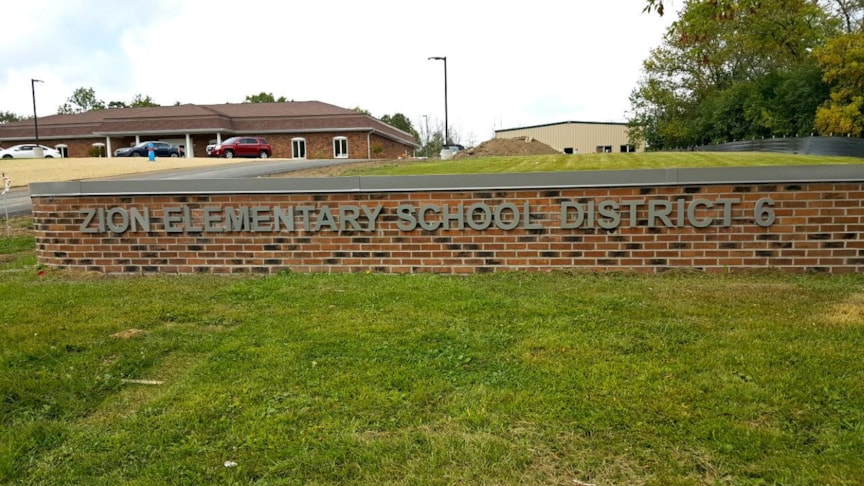 ZION ELEMENTARY SCHOOL DISTRICT 6